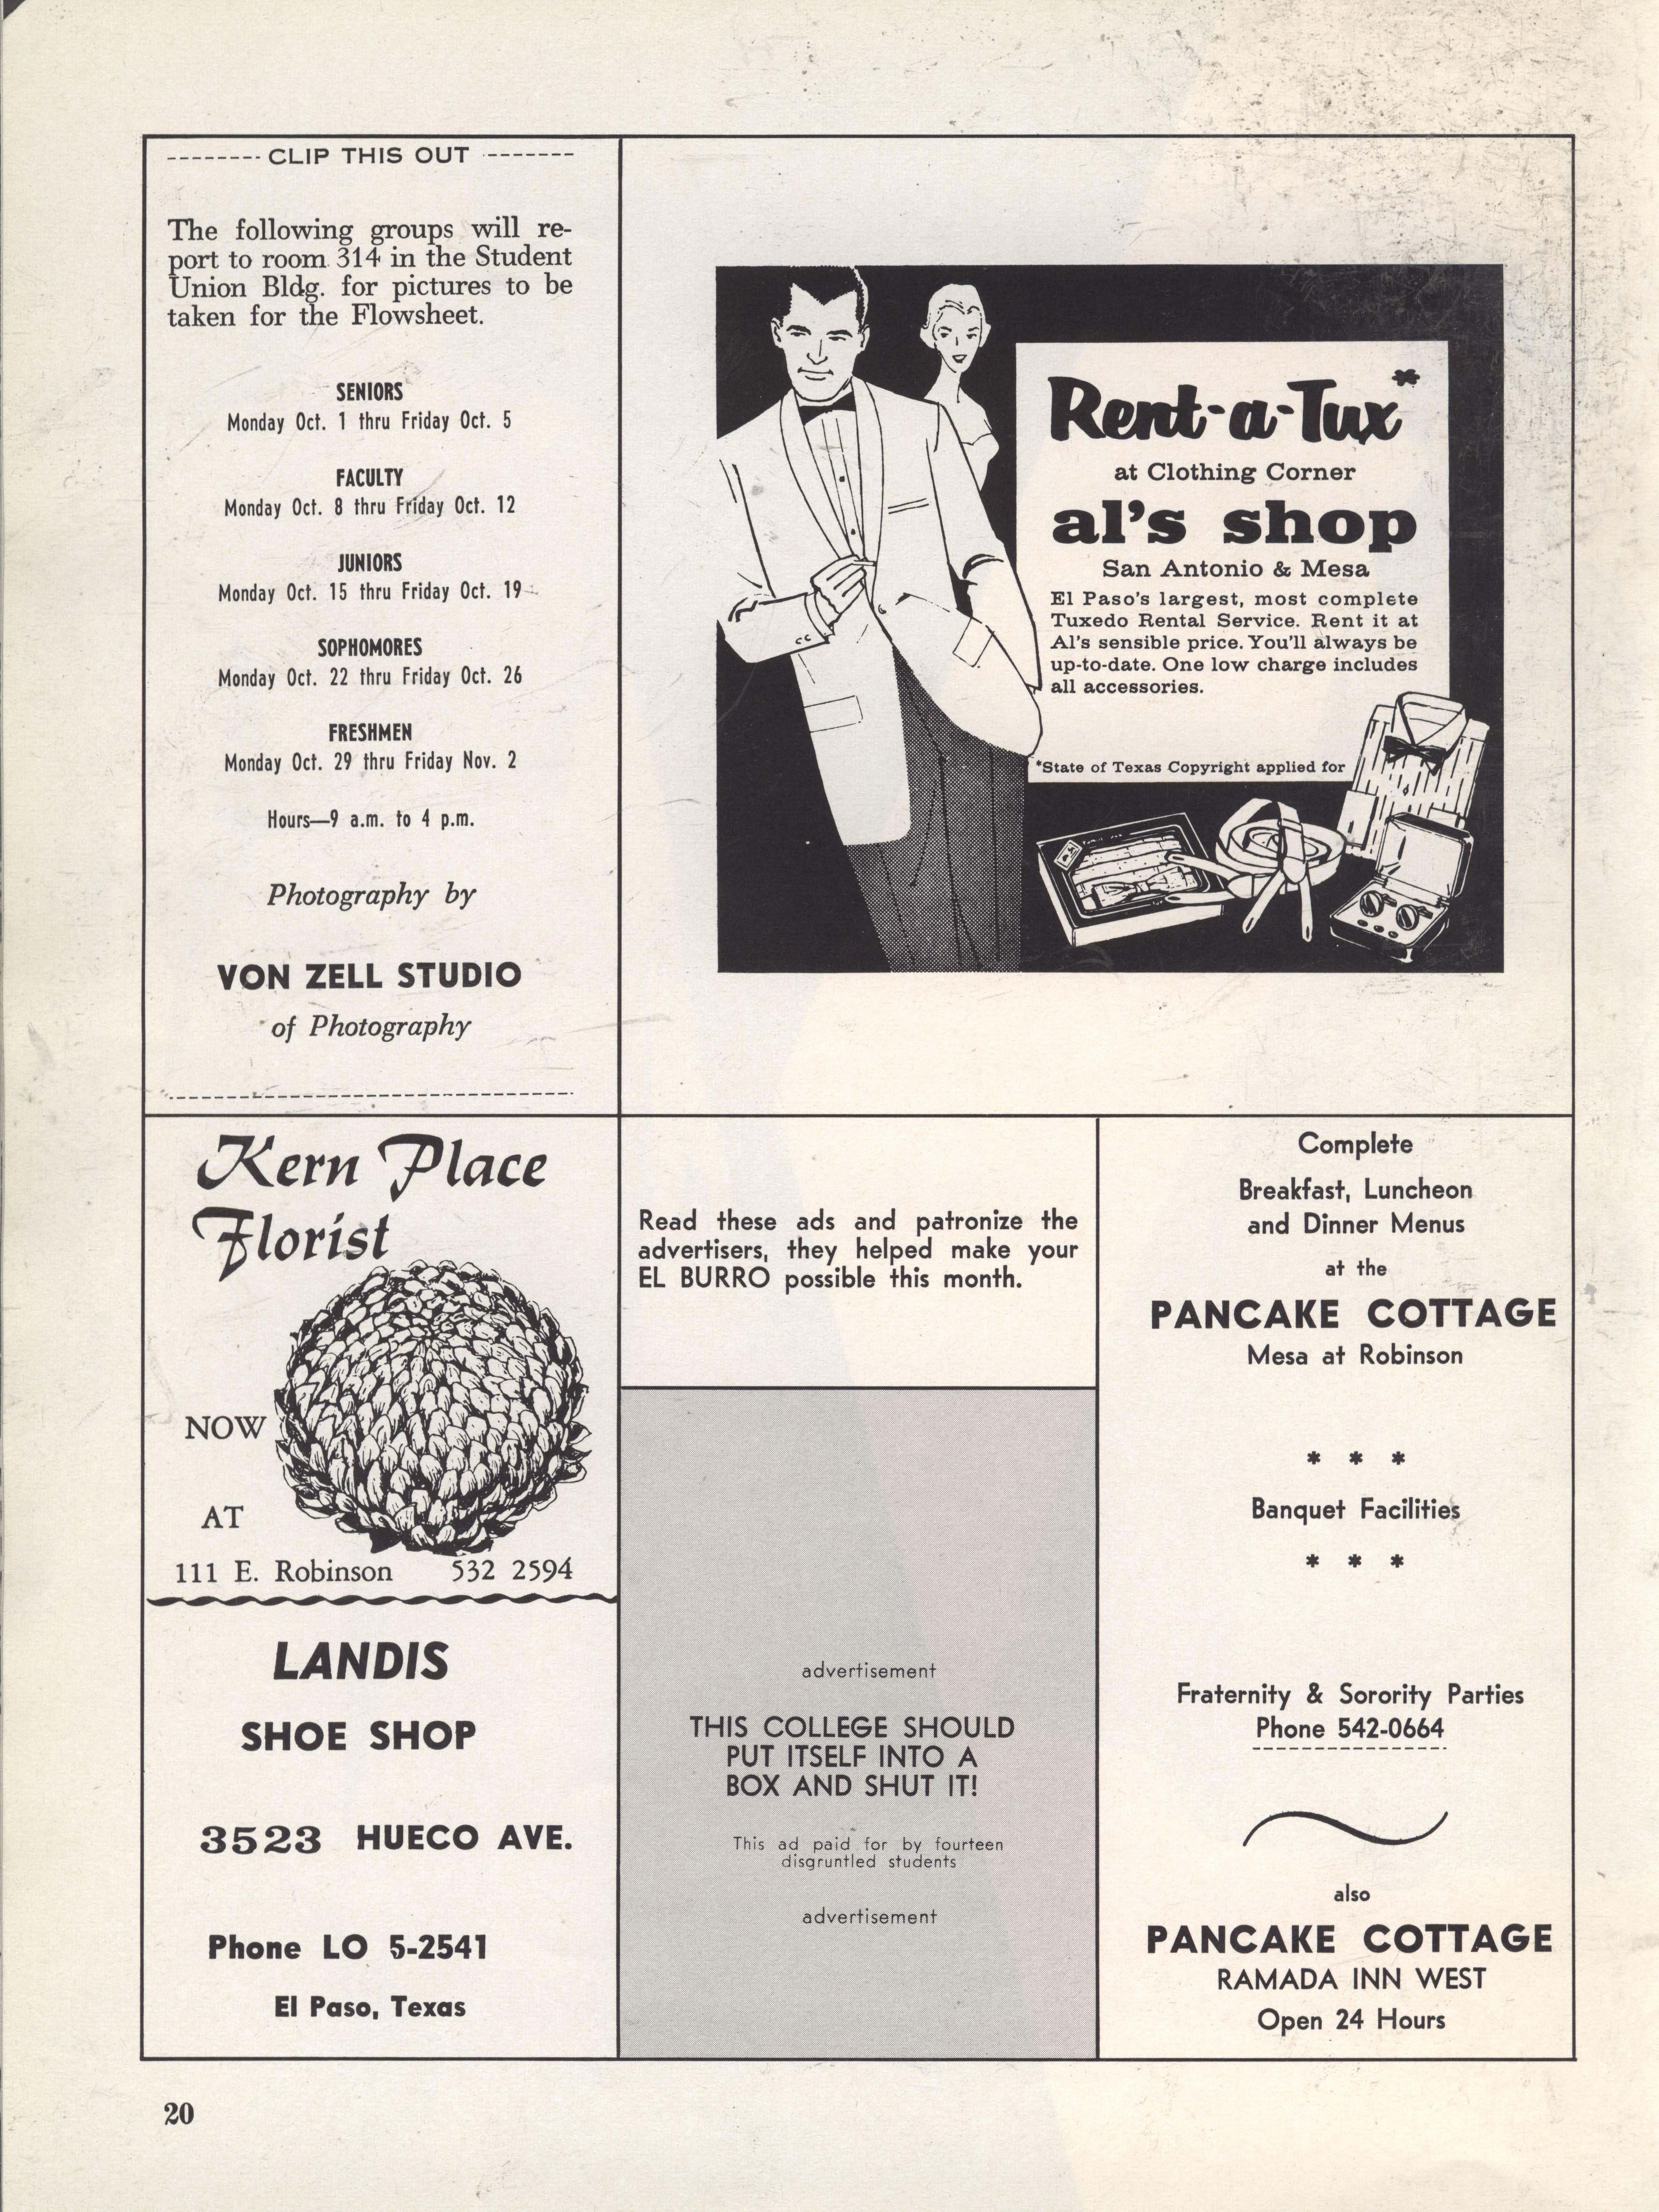 CLIP THIS OUT
The following groups will re-
port to room 314 in the Student
Union Bldg. for pictures to be
taken for the Flowsheet.
SENIORS
Monday Oct. 1 thru Friday Oct. 5
FACULTY
Monday Oct. 8 thru Friday Oct. 12
JUNIORS
Monday Oct. 15 thru Friday Oct. 19
SOPHOMORES
Monday Oct. 22 thru Friday Oct. 26
FRESHMEN
Monday Oct. 29 thru Friday Nov. 2
Hours—9 a.m. to 4 p.m.
Photography by
VON ZELL STUDIO
of Photography
Rent-a-Tux*
at Clothing Corner
al's shop
San Antonio & Mesa
El Paso's largest, most complete
Tuxedo Rental Service. Rent it at
Al's sensible price. You'll always be
up-to-date. One low charge includes
all accessories.
*State of Texas Copyright applied for
Kern Place
Florist
NOW
AT
111 E. Robinson 532 2594
LANDIS
SHOE SHOP
3523 HUECO AVE.
Phone LO 5-2541
El Paso, Texas
Read these ads and patronize the
advertisers, they helped make your
EL BURRO possible this month.
advertisement
THIS COLLEGE SHOULD
PUT ITSELF INTO A
BOX AND SHUT IT!
This ad paid for by fourteen
disgruntled students
advertisement
Complete
Breakfast, Luncheon
and Dinner Menus
at the
PANCAKE COTTAGE
Mesa at Robinson
* * *
Banquet Facilities
* * *
Fraternity & Sorority Parties
Phone 542-0664
also
PANCAKE COTTAGE
RAMADA INN WEST
Open 24 Hours
20